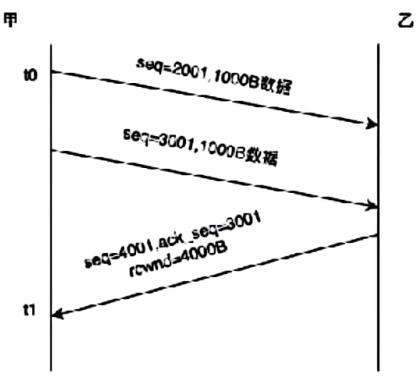 甲
乙
t0
seq=2001,1000B数据
seq=3001,1000B数据
seq=4001,ack_seq=3001
rcwnd=4000B
t1